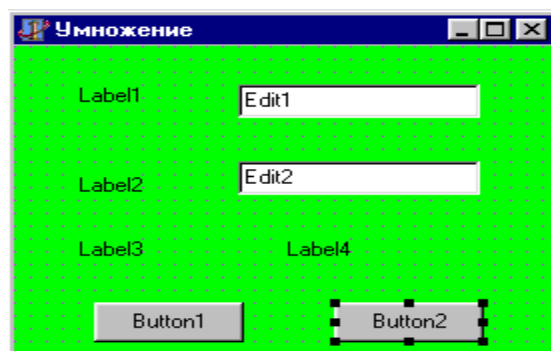 Умножение
Label1 Edit1
Label2 Edit2
Label3 Label4
Button1 Button2